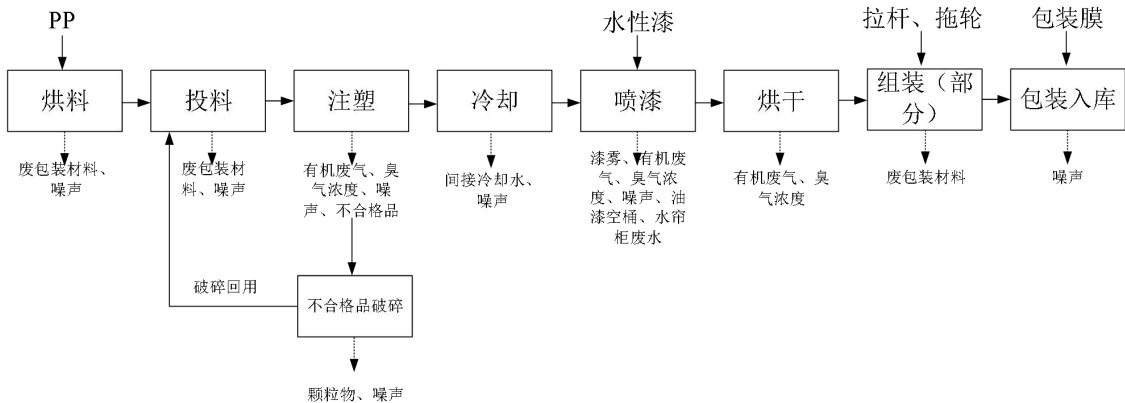 PP
水性漆
拉杆、拖轮
包装膜
烘料
投料
注塑
冷却
喷漆
烘干
组装（部
分）
包装入库
废包装材料、
噪声
废包装材
料、噪声
有机废气、臭
气浓度、噪
声、不合格品
间接冷却水、
噪声
漆雾、有机废
气、臭气浓
度、噪声、油
漆空桶、水帘
柜废水
有机废气、臭
气浓度
废包装材料
噪声
破碎回用
不合格品破碎
颗粒物、噪声